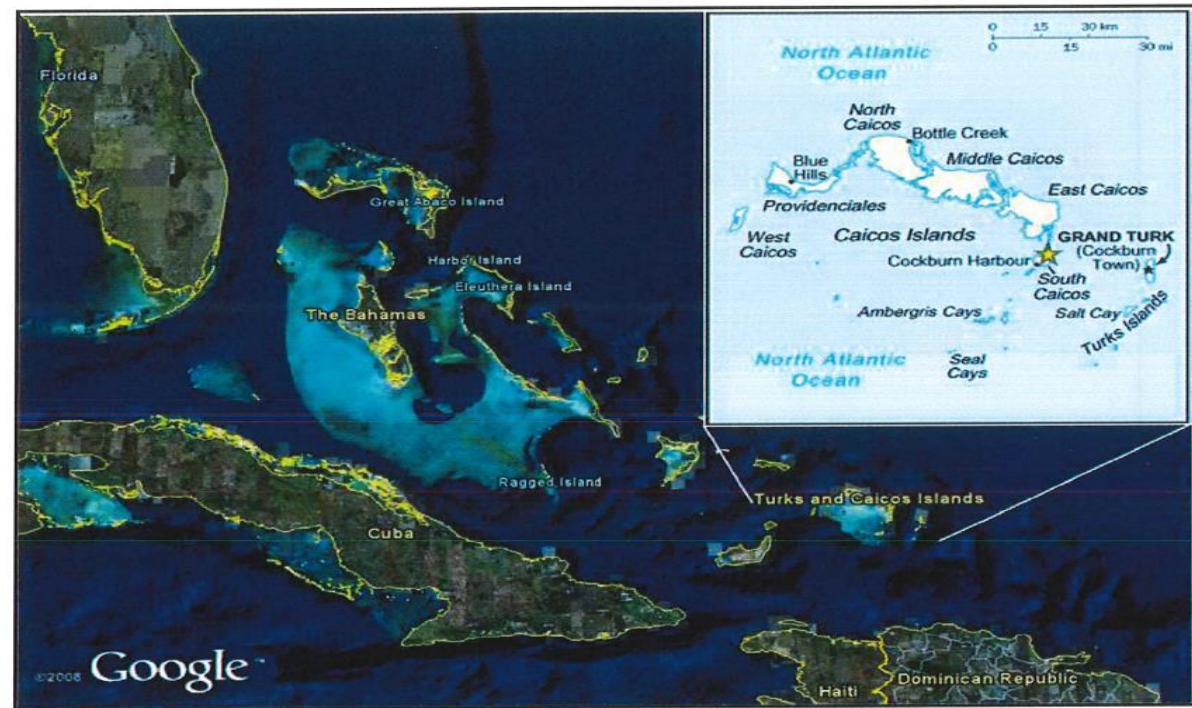 Florida
Great Abaco Island
Harbor Island
Eleuthera Island
The Bahamas
Ragged Island
Cuba
Turks and Caicos Islands
Haiti
Dominican Republic
©2008 Google™
0 15 30 km
0 15 30 mi
North Atlantic
Ocean
North
Caicos
Bottle Creek
Middle Caicos
Blue
Hills
East Caicos
Providenciales
West
Caicos
Caicos Islands
GRAND TURK
(Cockburn
Town)
Cockburn Harbour
South
Caicos
Ambergris Cays
Salt Cay
Turks Islands
Seal
Cays
North Atlantic
Ocean